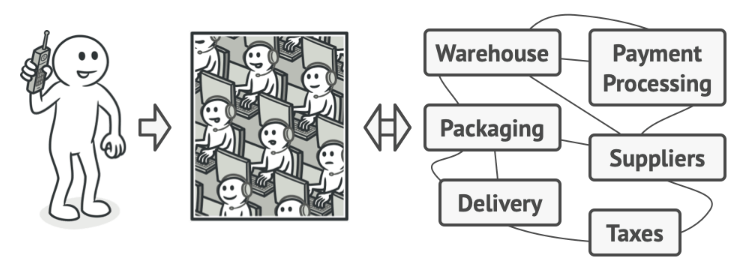 Warehouse
Payment
Processing
Packaging
Suppliers
Delivery
Taxes